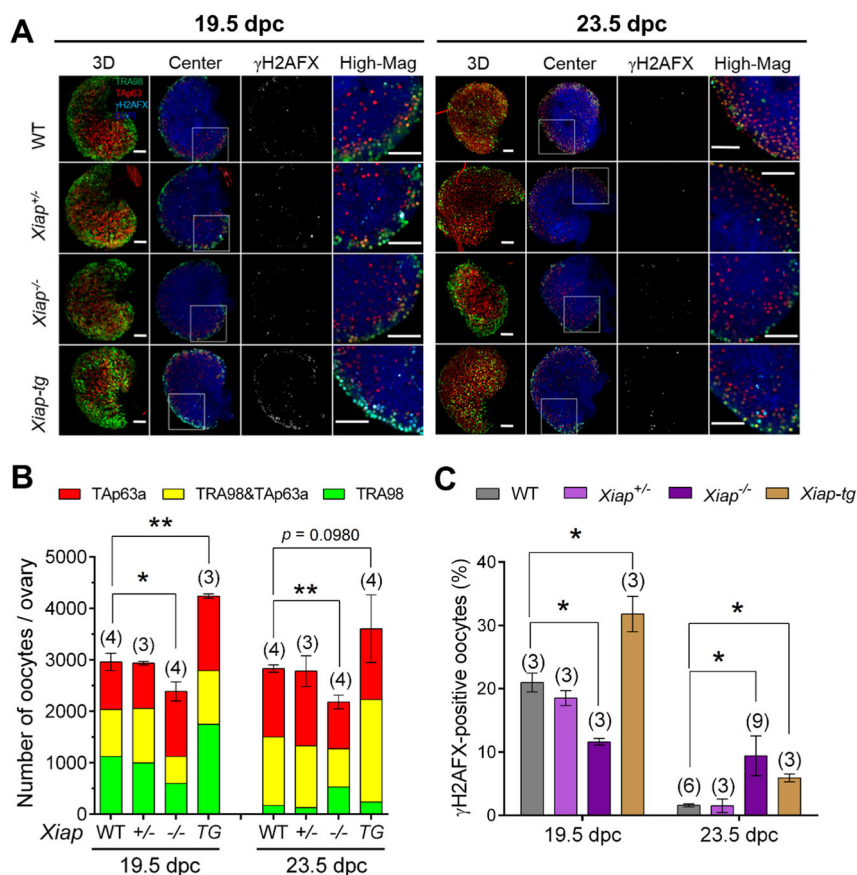 A
19.5 dpc 23.5 dpc
3D Center γH2AFX High-Mag 3D Center γH2AFX High-Mag
TRA98
TAp63
γH2AFX
WT
Xiap+/-
Xiap-/-
Xiap-tg
B
TAp63a TRA98&TAp63a TRA98
Number of oocytes / ovary
5000
4000
3000
2000
1000
0
** p = 0.0980
* **
(4) (3) (4) (3) (4) (3) (4) (4)
Xiap WT +/- -/- TG WT +/- -/- TG
19.5 dpc 23.5 dpc
C
WT Xiap+/- Xiap-/- Xiap-tg
γH2AFX-positive oocytes (%)
40
30
20
10
0
* *
* *
(3) (3) (3) (3) (6) (3) (9) (3)
19.5 dpc 23.5 dpc